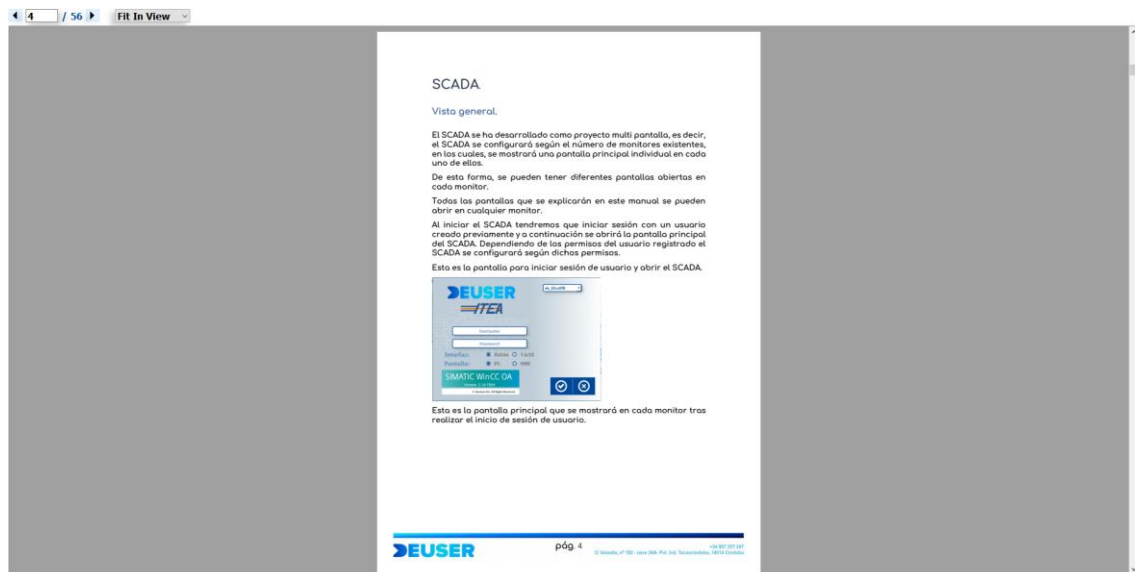 4 / 56 Fit In View
SCADA.
Vista general.
El SCADA se ha desarrollado como proyecto multi pantalla, es decir,
el SCADA se configurará según el número de monitores existentes,
en los cuales, se mostrará una pantalla principal individual en cada
uno de ellos.
De esta forma, se pueden tener diferentes pantallas abiertas en
cada monitor.
Todas las pantallas que se explicarán en este manual se pueden
abrir en cualquier monitor.
Al iniciar el SCADA tendremos que iniciar sesión con un usuario
creado previamente y a continuación se abrirá la pantalla principal
del SCADA. Dependiendo de los permisos del usuario registrado el
SCADA se configurará según dichos permisos.
Esta es la pantalla para iniciar sesión de usuario y abrir el SCADA.
DEUSER
ITEA
Interfaz: Ratón Táctil
Pantalla: PC
SIMATIC WinCC OA
Esta es la pantalla principal que se mostrará en cada monitor tras
realizar el inicio de sesión de usuario.
DEUSER
pág. 4